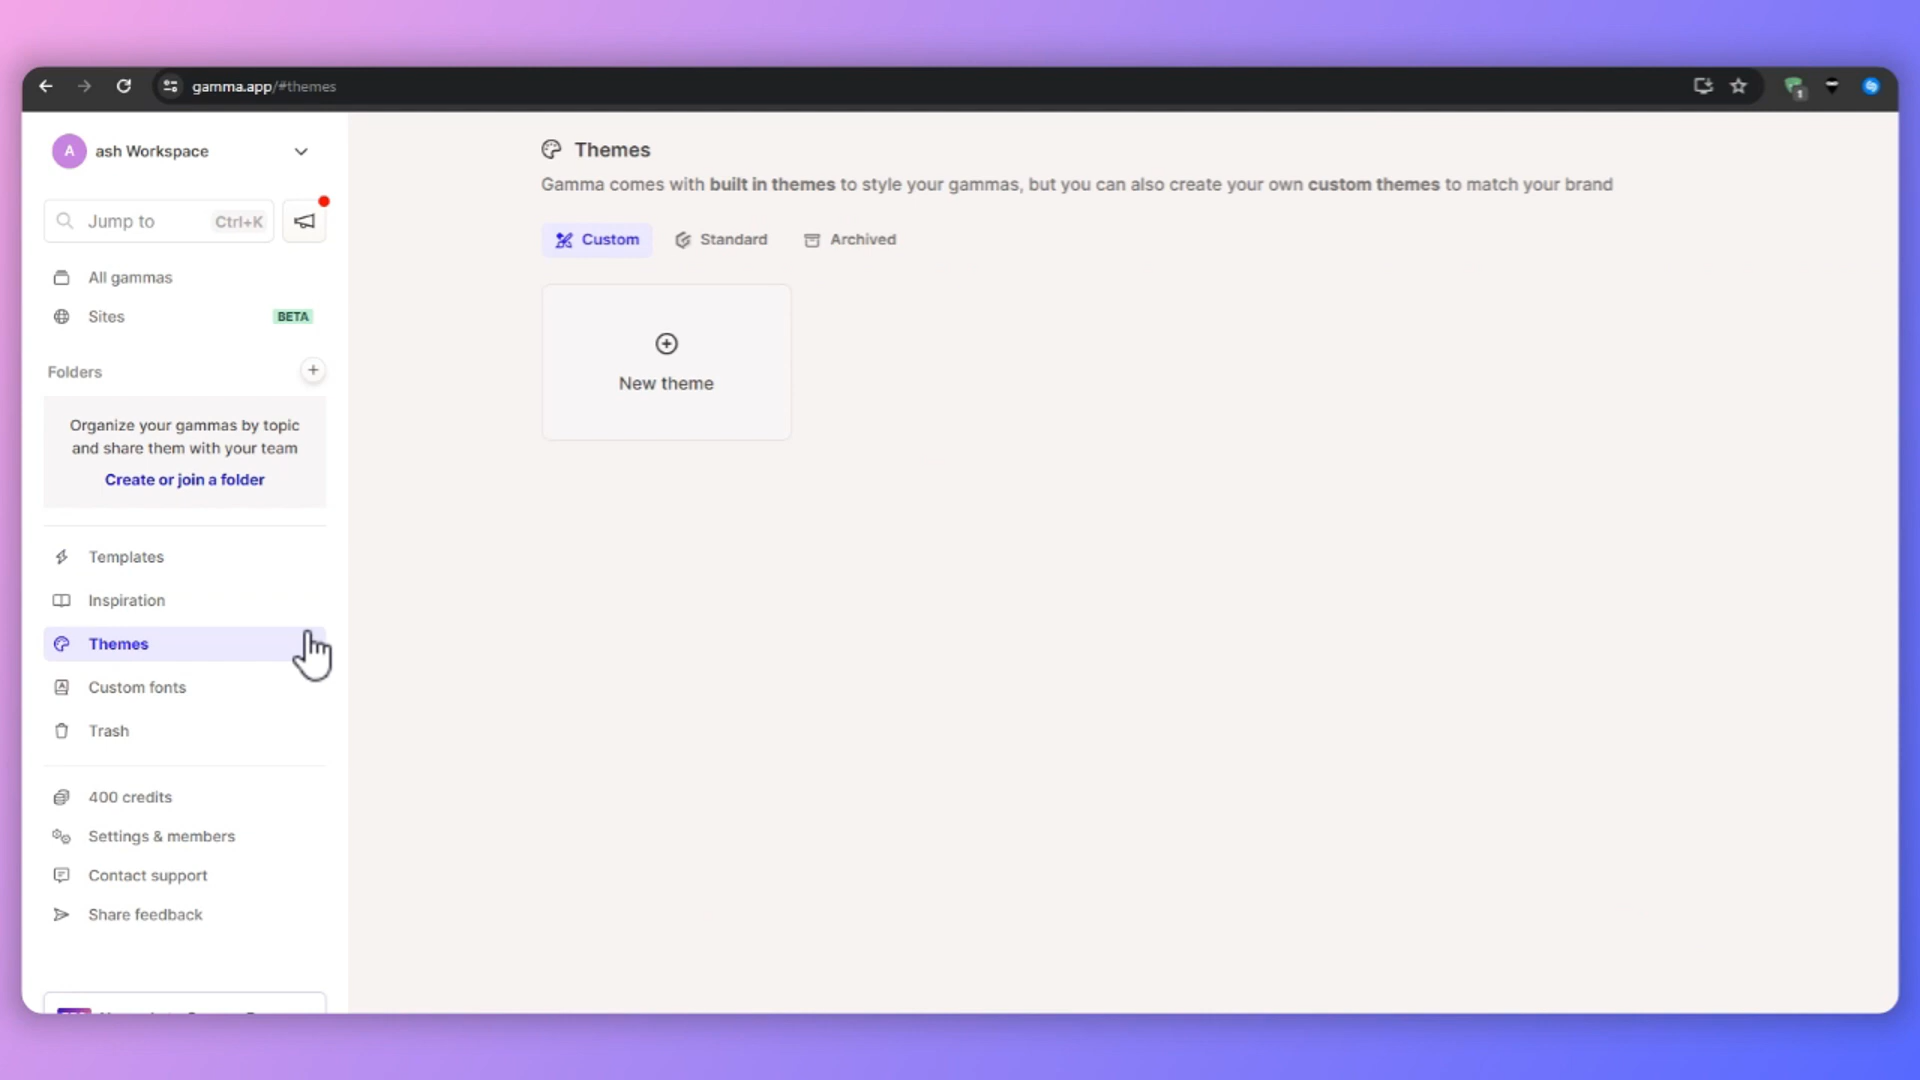 gamma.app/#themes
1
A
ash Workspace
Jump to
Ctrl+K
All gammas
Sites
BETA
Folders
Organize your gammas by topic
and share them with your team
Create or join a folder
Templates
Inspiration
Themes
Custom fonts
Trash
400 credits
Settings & members
Contact support
Share feedback
Themes
Gamma comes with built in themes to style your gammas, but you can also create your own custom themes to match your brand
Custom
Standard
Archived
New theme